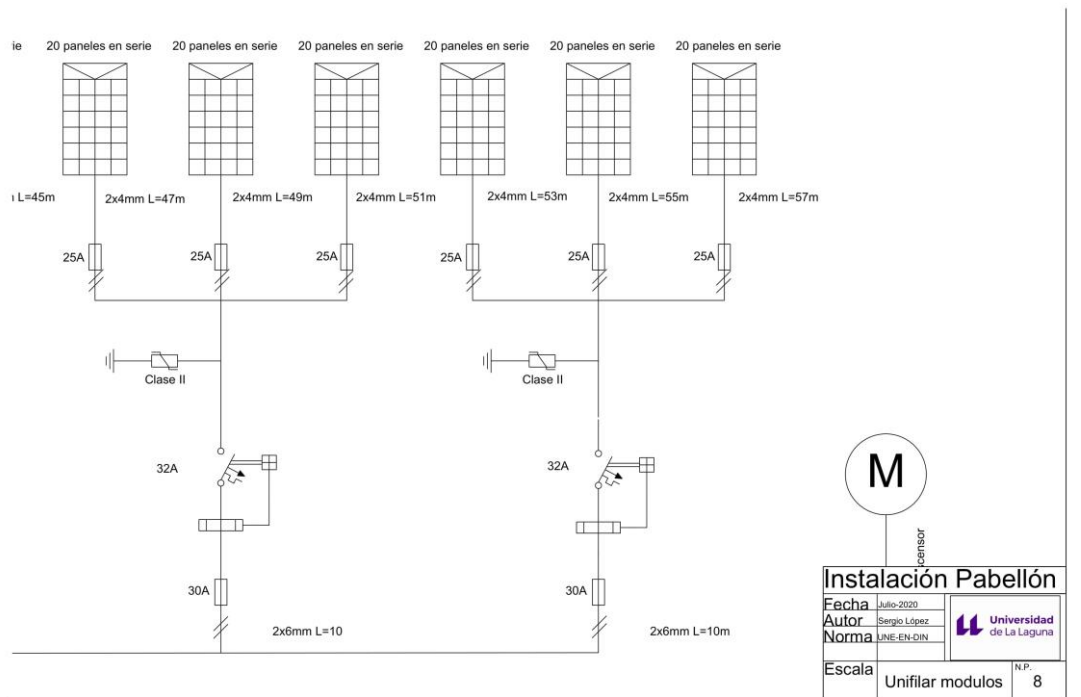 ie 20 paneles en serie 20 paneles en serie 20 paneles en serie 20 paneles en serie 20 paneles en serie 20 paneles en serie
L=45m 2x4mm L=47m 2x4mm L=49m 2x4mm L=51m 2x4mm L=53m 2x4mm L=55m 2x4mm L=57m
25A 25A 25A 25A 25A 25A
Clase II Clase II
32A 32A
M
scensor
30A 30A
2x6mm L=10 2x6mm L=10m
Instalación Pabellón
Fecha Julio-2020
Autor Sergio López
Norma UNE-EN-DIN
Universidad
de La Laguna
Escala
Unifilar modulos
N.P.
8